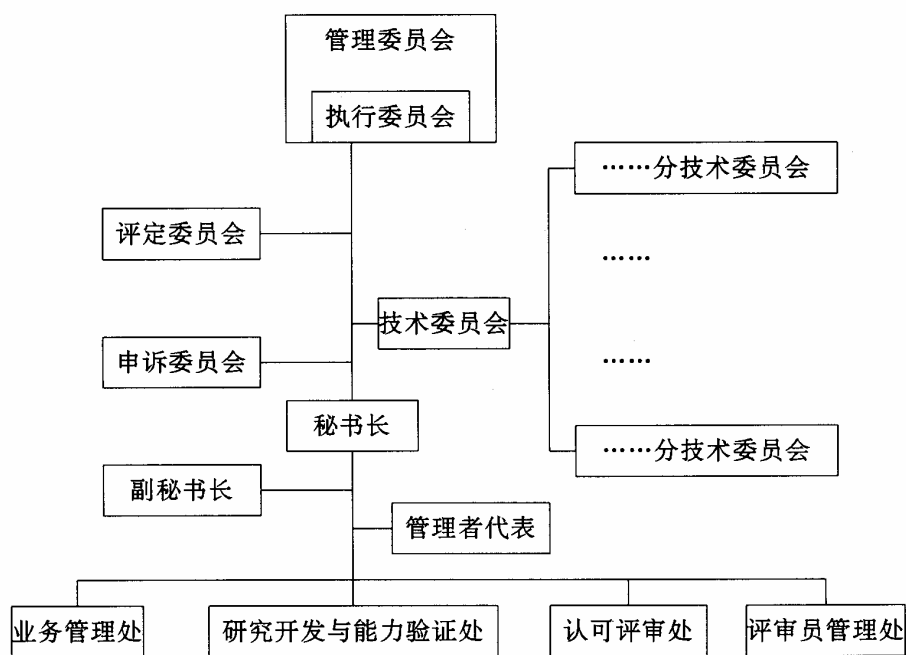 管理委员会
执行委员会
……分技术委员会
评定委员会
……
技术委员会
申诉委员会
……
秘书长
……分技术委员会
副秘书长
管理者代表
业务管理处
研究开发与能力验证处
认可评审处
评审员管理处